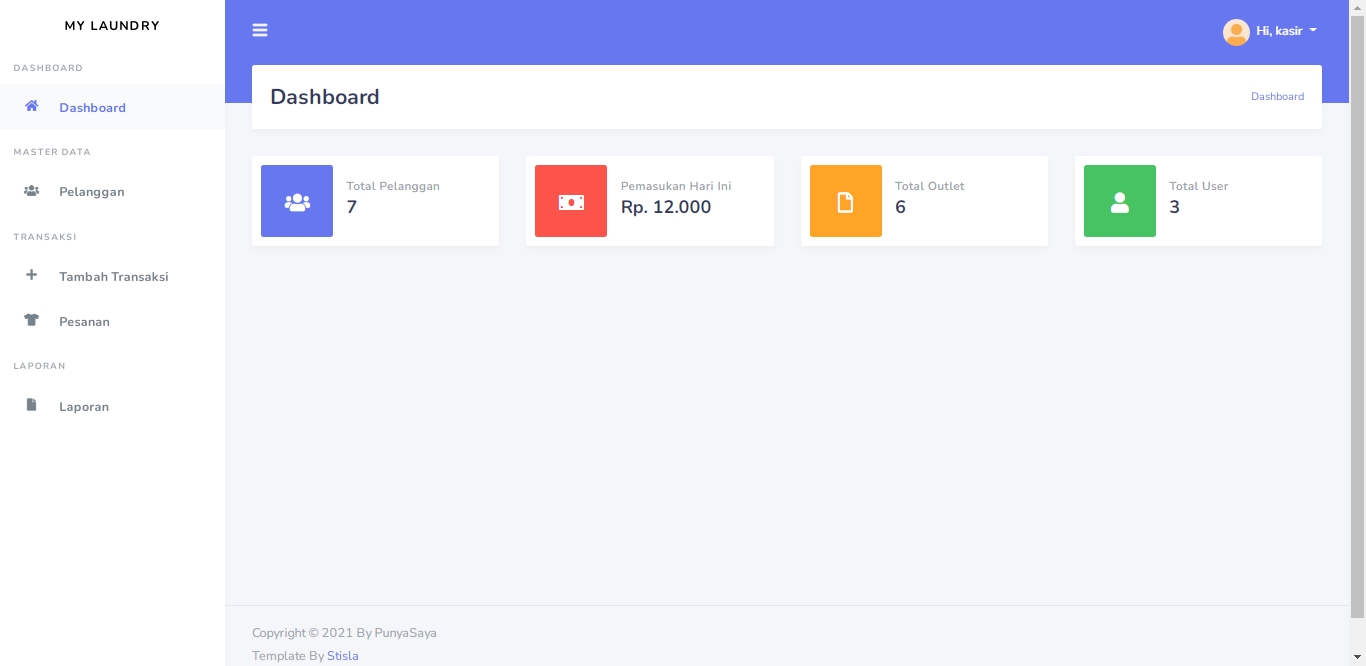 MY LAUNDRY
DASHBOARD
Dashboard
MASTER DATA
Pelanggan
TRANSAKSI
Tambah Transaksi
Pesanan
LAPORAN
Laporan
Hi, kasir
Dashboard
Dashboard
Total Pelanggan
7
Pemasukan Hari Ini
Rp. 12.000
Total Outlet
6
Total User
3
Copyright © 2021 By PunyaSaya
Template By Stisla